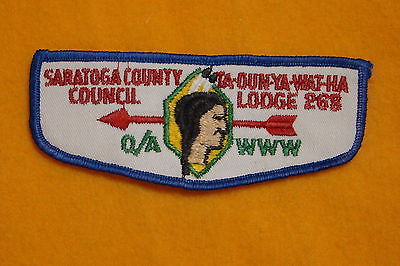 SARATOGA COUNTY TA-OUN-YA-WAT-HA
COUNCIL LODGE 268
O/A WWW